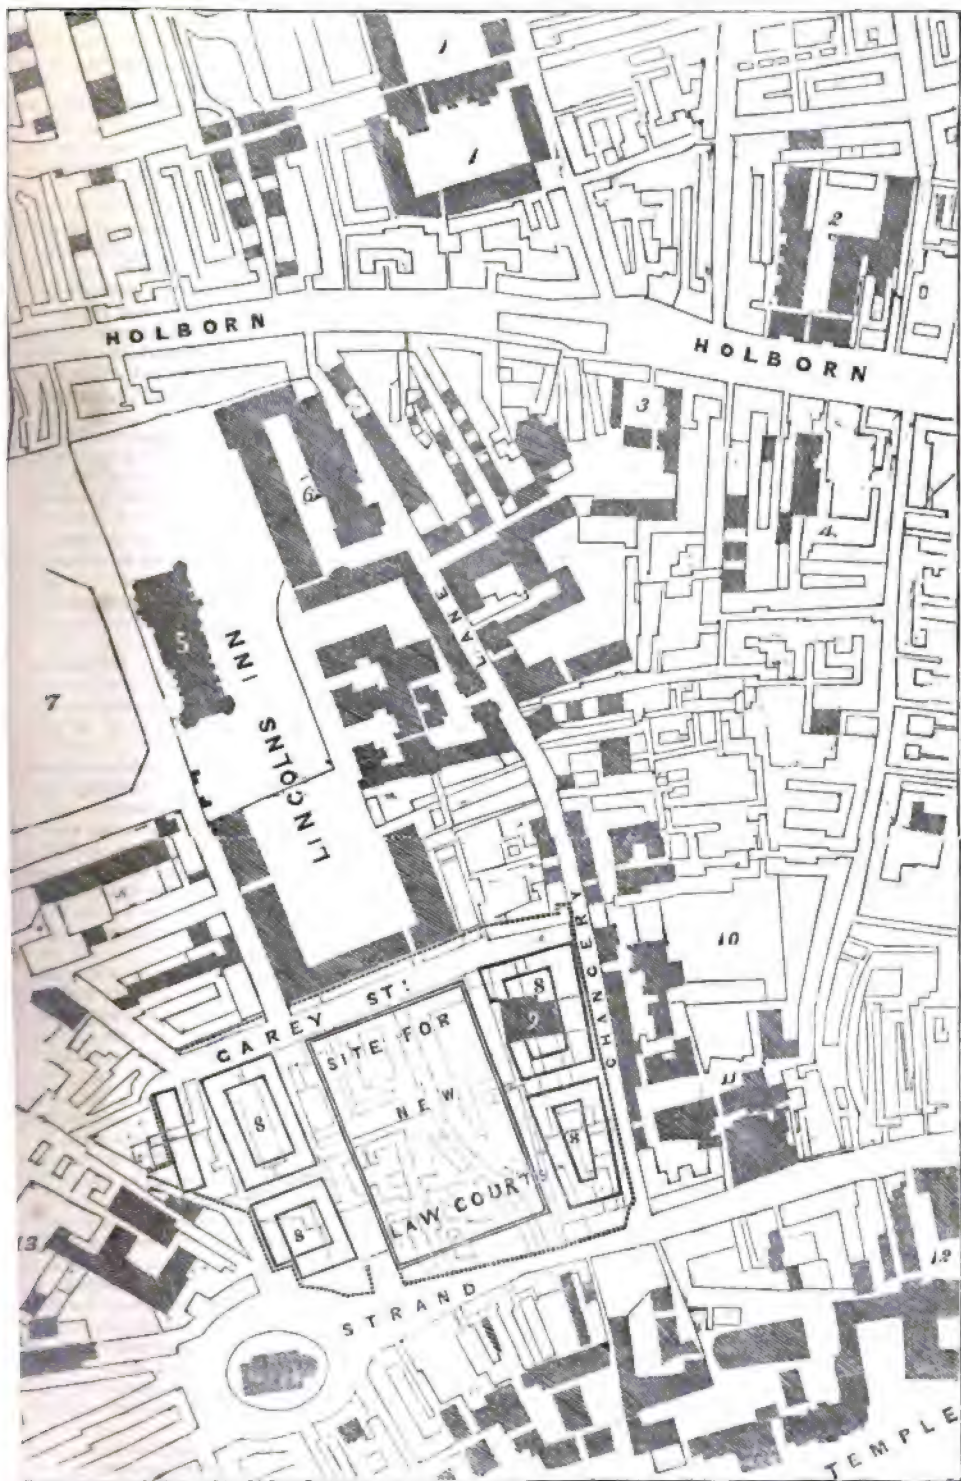 1
1
2
HOLBORN
HOLBORN
3
6
4
LANE
5
7
LINCOLNS INN
10
CHANCERY
CAREY ST.
8
9
SITE FOR
NEW
LAW COURTS
8
8
11
8
13
12
STRAND
TEMPLE